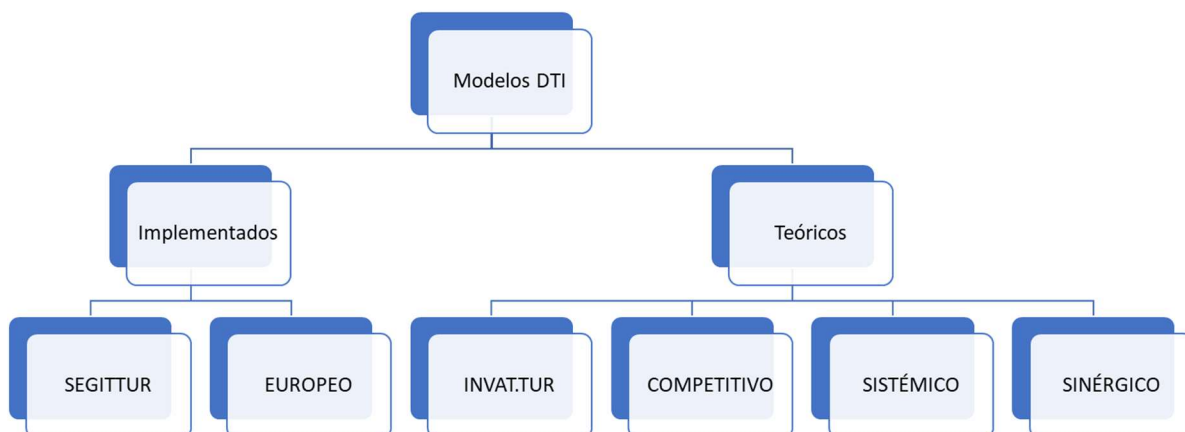 Modelos DTI
Implementados
Teóricos
SEGITTUR
EUROPEO
INVAT.TUR
COMPETITIVO
SISTÉMICO
SINÉRGICO